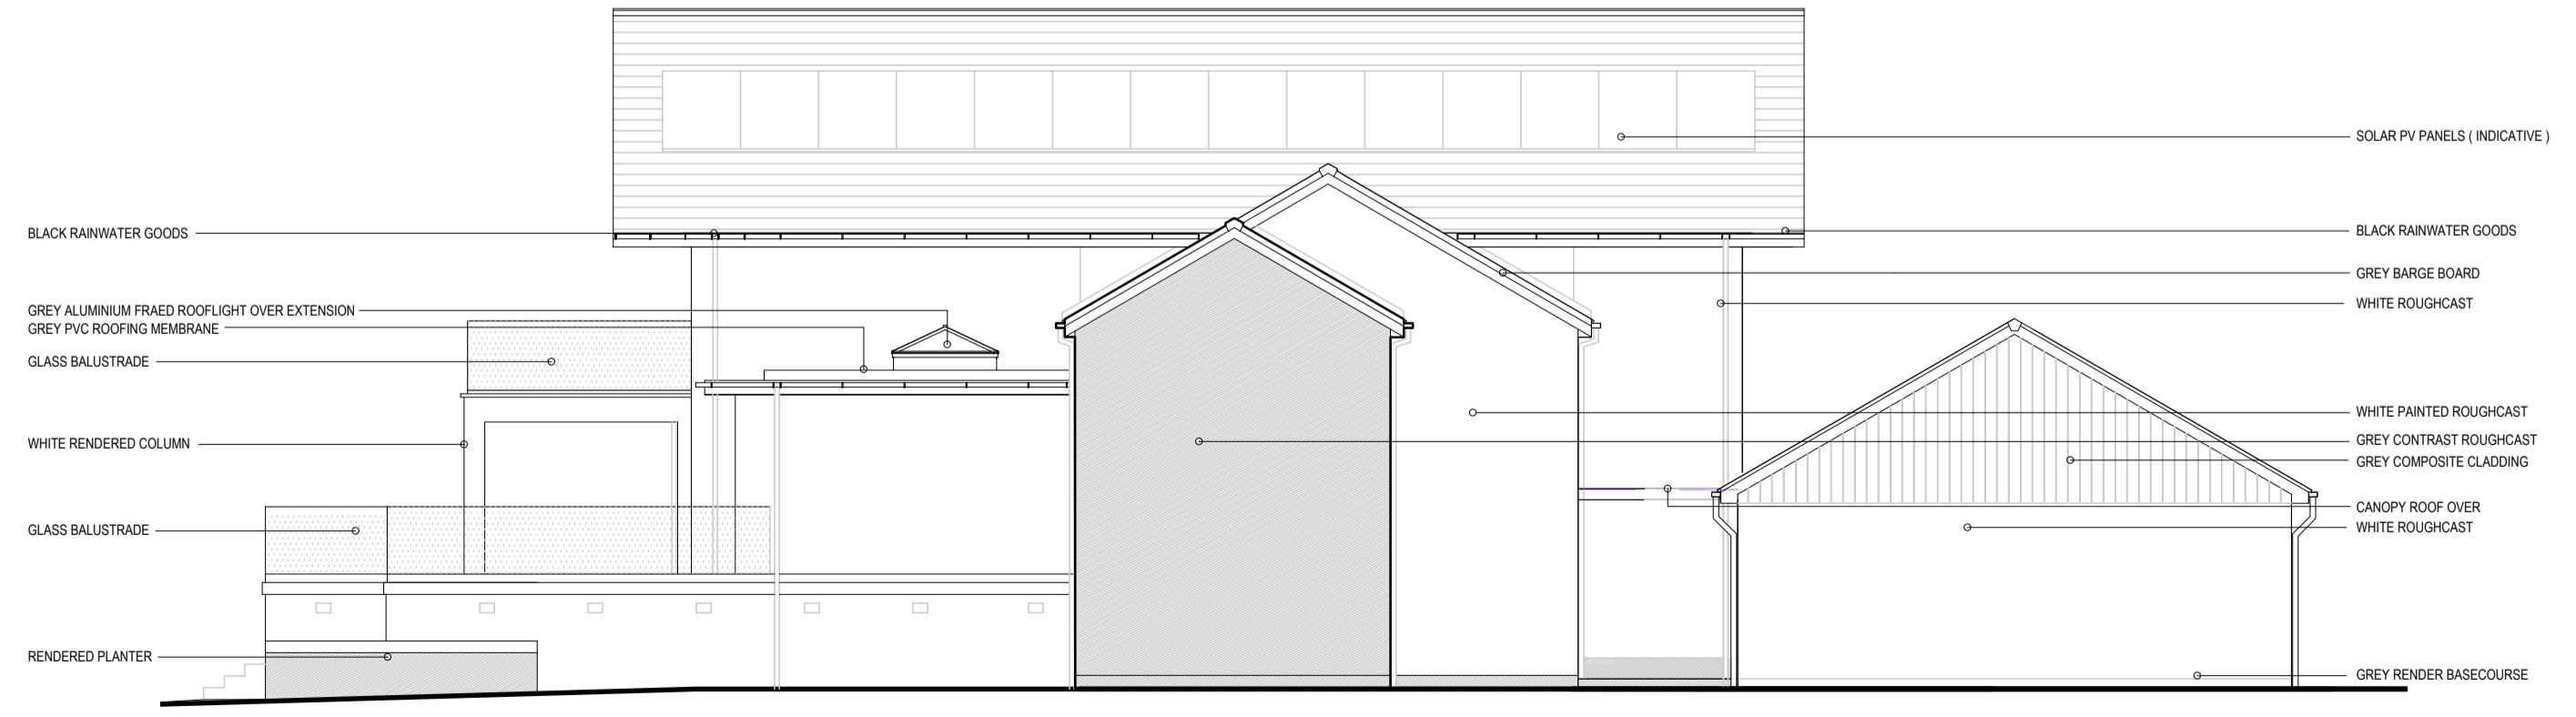 BLACK RAINWATER GOODS
GREY ALUMINIUM FRAED ROOFLIGHT OVER EXTENSION
GREY PVC ROOFING MEMBRANE
GLASS BALUSTRADE
WHITE RENDERED COLUMN
GLASS BALUSTRADE
RENDERED PLANTER
SOLAR PV PANELS ( INDICATIVE )
BLACK RAINWATER GOODS
GREY BARGE BOARD
WHITE ROUGHCAST
WHITE PAINTED ROUGHCAST
GREY CONTRAST ROUGHCAST
GREY COMPOSITE CLADDING
CANOPY ROOF OVER
WHITE ROUGHCAST
GREY RENDER BASECOURSE